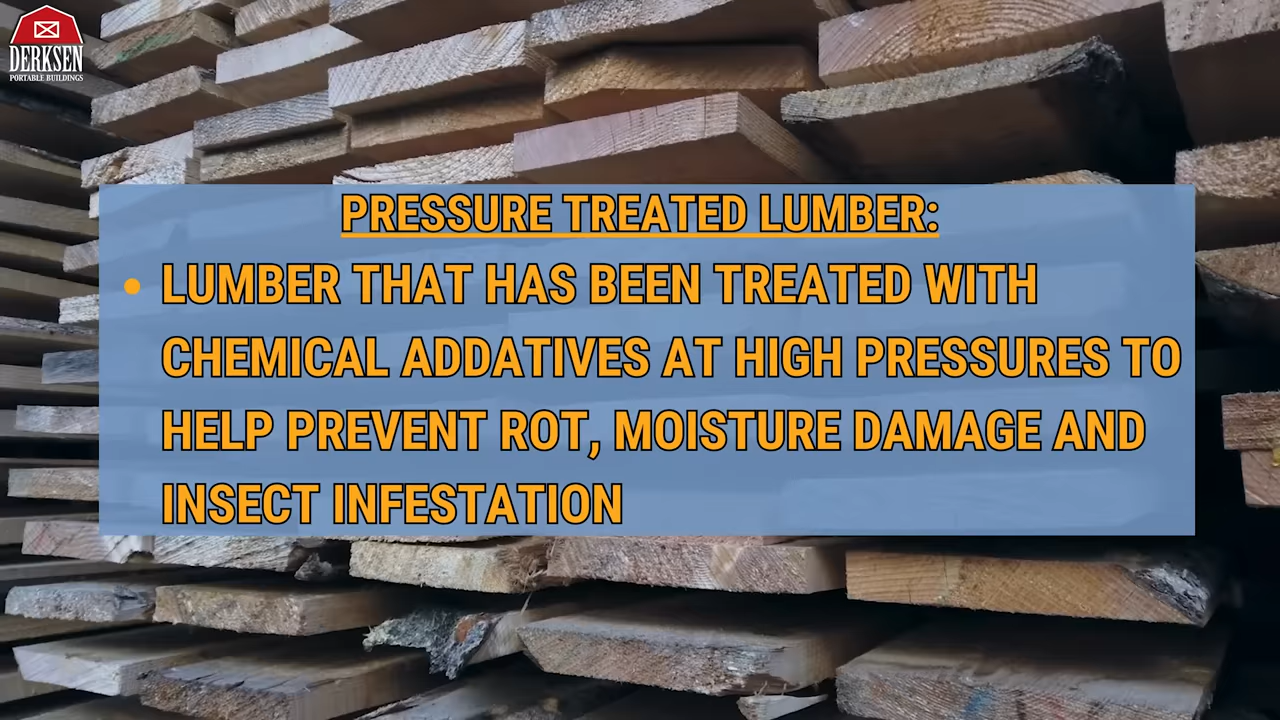 DERKSEN
PORTABLE BUILDINGS
PRESSURE TREATED LUMBER:
• LUMBER THAT HAS BEEN TREATED WITH
CHEMICAL ADDATIVES AT HIGH PRESSURES TO
HELP PREVENT ROT, MOISTURE DAMAGE AND
INSECT INFESTATION